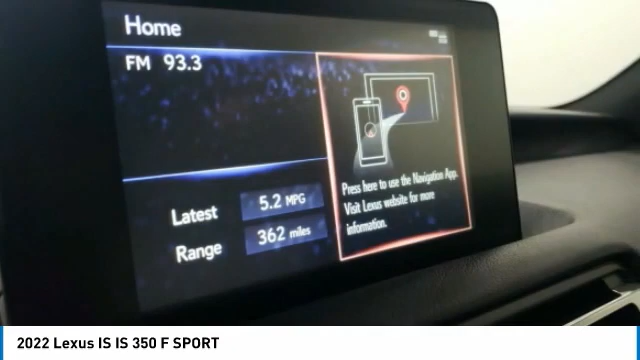 Home
FM 93.3
Press here to use the Navigation App.
Visit Lexus website for more
information.
Latest 5.2 MPG
Range 362 miles
2022 Lexus IS IS 350 F SPORT